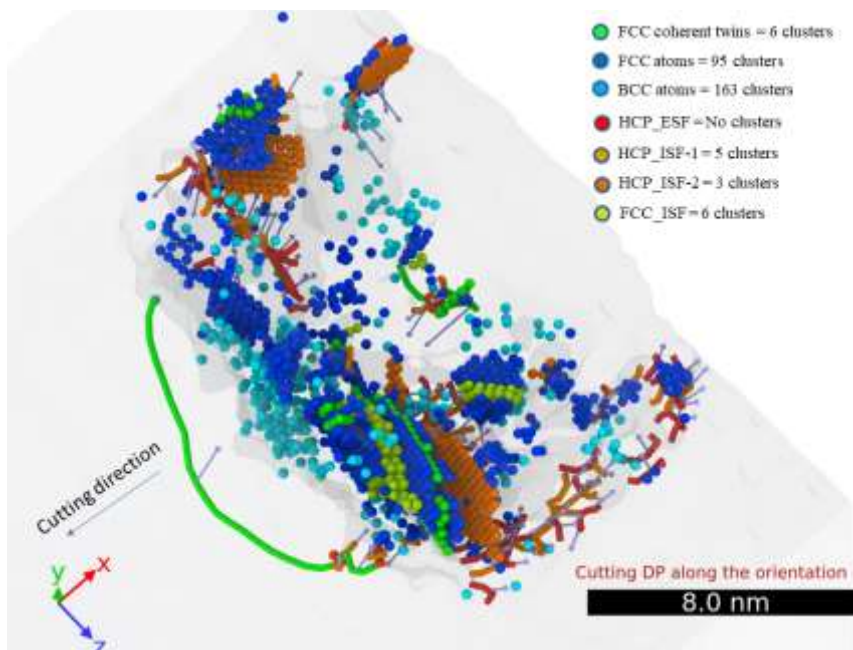 FCC coherent twins = 6 clusters
FCC atoms = 95 clusters
BCC atoms = 163 clusters
HCP_ESF =No clusters
HCP_ISF-1 = 5 clusters
HCP_ISF-2 = 3 clusters
FCC_ISF = 6 clusters
Cutting direction
y
x
z
Cutting DP along the orientation
8.0 nm